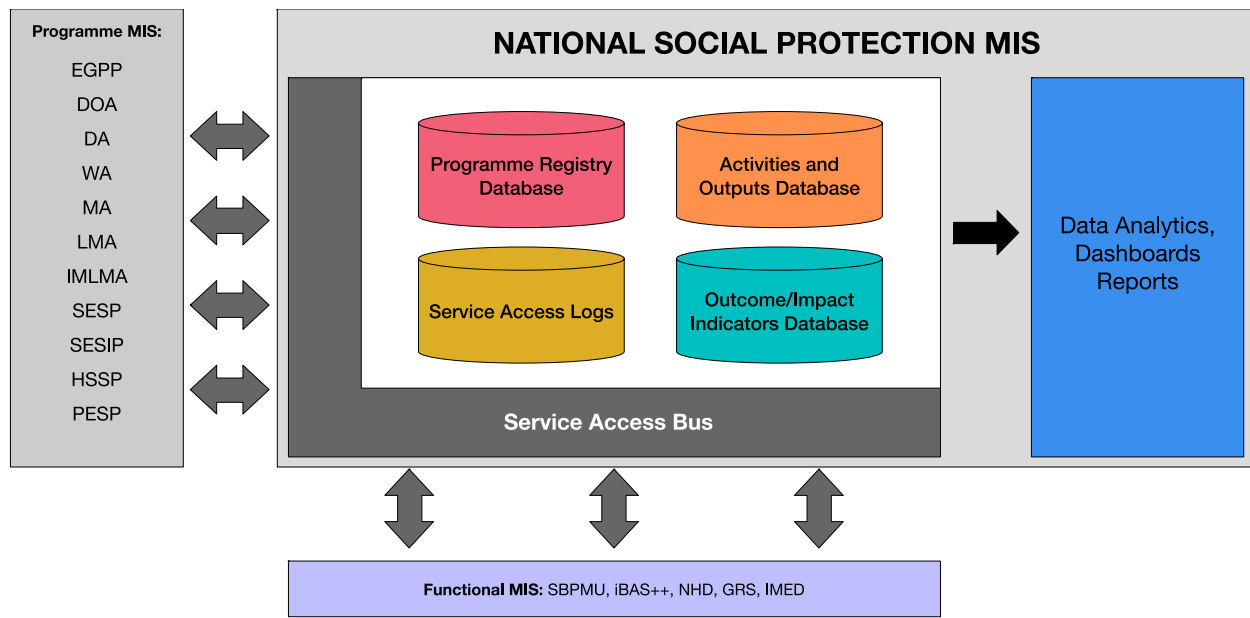 Programme MIS:
EGPP
DOA
DA
WA
MA
LMA
IMLMA
SESP
SESIP
HSSP
PESP
NATIONAL SOCIAL PROTECTION MIS
Programme Registry
Database
Activities and
Outputs Database
Service Access Logs
Outcome/Impact
Indicators Database
Service Access Bus
Data Analytics,
Dashboards
Reports
Functional MIS: SBPMU, iBAS++, NHD, GRS, IMED